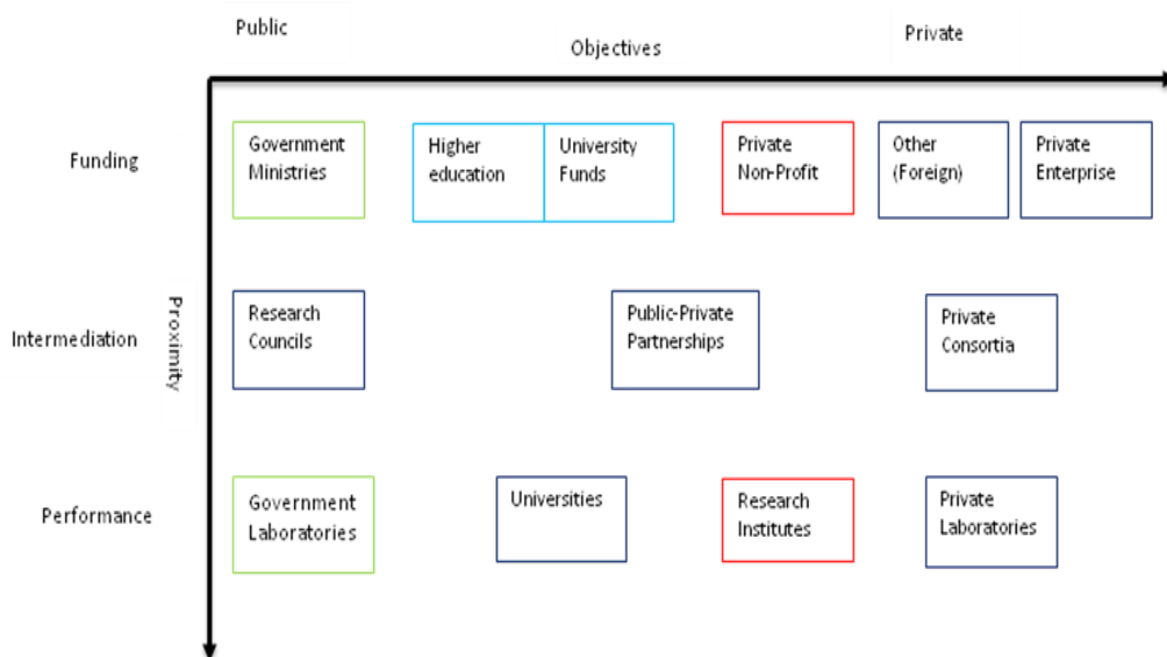 Public
Objectives
Private
Funding
Government
Ministries
Higher
education
University
Funds
Private
Non-Profit
Other
(Foreign)
Private
Enterprise
Proximity
Intermediation
Research
Councils
Public-Private
Partnerships
Private
Consortia
Performance
Government
Laboratories
Universities
Research
Institutes
Private
Laboratories